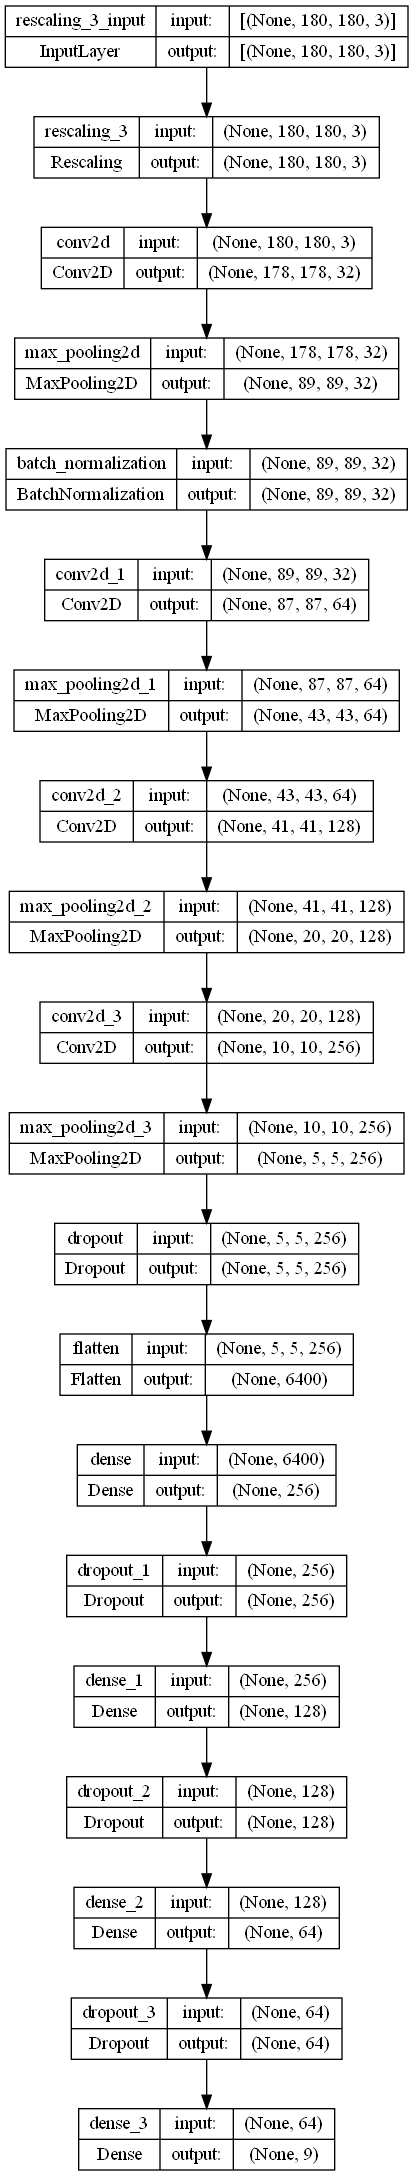 rescaling_3_input input: [(None, 180, 180, 3)]
InputLayer output: [(None, 180, 180, 3)]
rescaling_3 input: (None, 180, 180, 3)
Rescaling output: (None, 180, 180, 3)
conv2d input: (None, 180, 180, 3)
Conv2D output: (None, 178, 178, 32)
max_pooling2d input: (None, 178, 178, 32)
MaxPooling2D output: (None, 89, 89, 32)
batch_normalization input: (None, 89, 89, 32)
BatchNormalization output: (None, 89, 89, 32)
conv2d_1 input: (None, 89, 89, 32)
Conv2D output: (None, 87, 87, 64)
max_pooling2d_1 input: (None, 87, 87, 64)
MaxPooling2D output: (None, 43, 43, 64)
conv2d_2 input: (None, 43, 43, 64)
Conv2D output: (None, 41, 41, 128)
max_pooling2d_2 input: (None, 41, 41, 128)
MaxPooling2D output: (None, 20, 20, 128)
conv2d_3 input: (None, 20, 20, 128)
Conv2D output: (None, 10, 10, 256)
max_pooling2d_3 input: (None, 10, 10, 256)
MaxPooling2D output: (None, 5, 5, 256)
dropout input: (None, 5, 5, 256)
Dropout output: (None, 5, 5, 256)
flatten input: (None, 5, 5, 256)
Flatten output: (None, 6400)
dense input: (None, 6400)
Dense output: (None, 256)
dropout_1 input: (None, 256)
Dropout output: (None, 256)
dense_1 input: (None, 256)
Dense output: (None, 128)
dropout_2 input: (None, 128)
Dropout output: (None, 128)
dense_2 input: (None, 128)
Dense output: (None, 64)
dropout_3 input: (None, 64)
Dropout output: (None, 64)
dense_3 input: (None, 64)
Dense output: (None, 9)